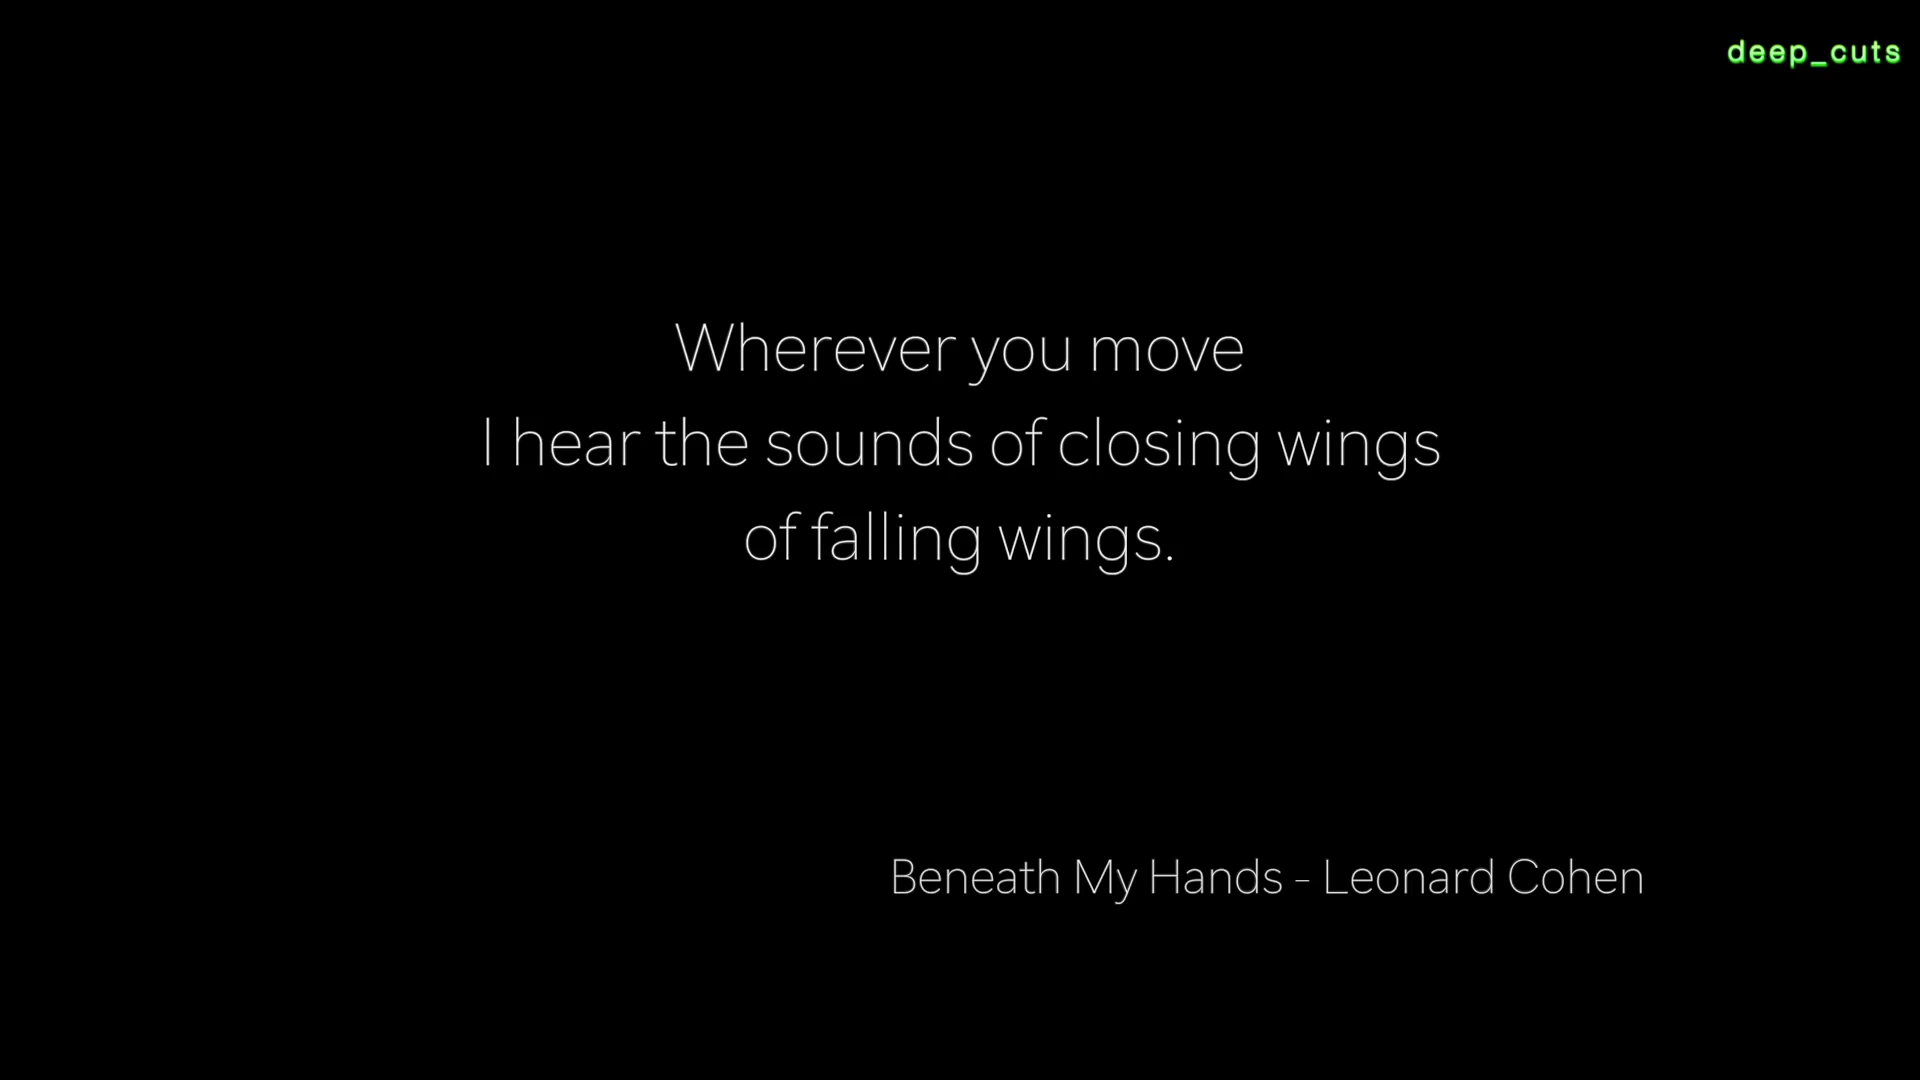 deep_cuts
Wherever you move
I hear the sounds of closing wings
of falling wings.
Beneath My Hands - Leonard Cohen